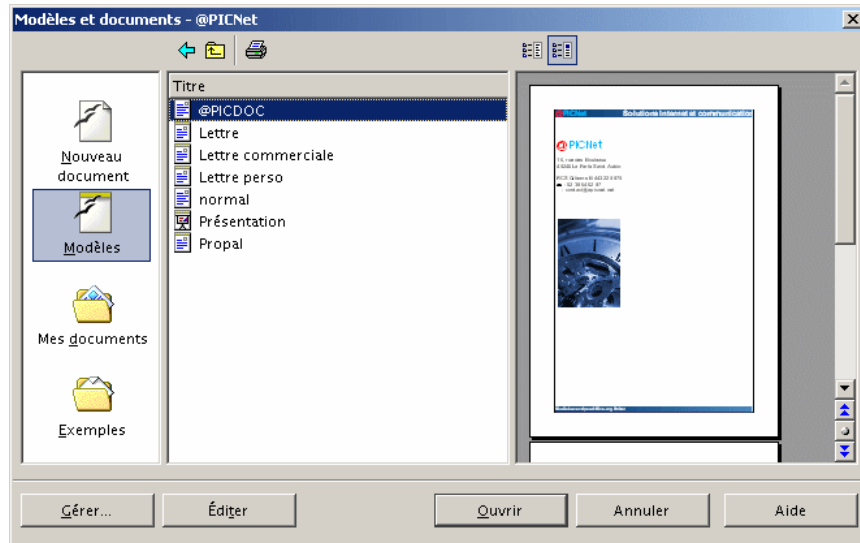 Modèles et documents - @PICNet
Titre
@PICDOC
Lettre
Lettre commerciale
Lettre perso
normal
Présentation
Propal
Nouveau
document
Modèles
Mes documents
Exemples
PICNet Solutions Internet et communication
@PICNet
Gérer...
Éditer
Ouvrir
Annuler
Aide